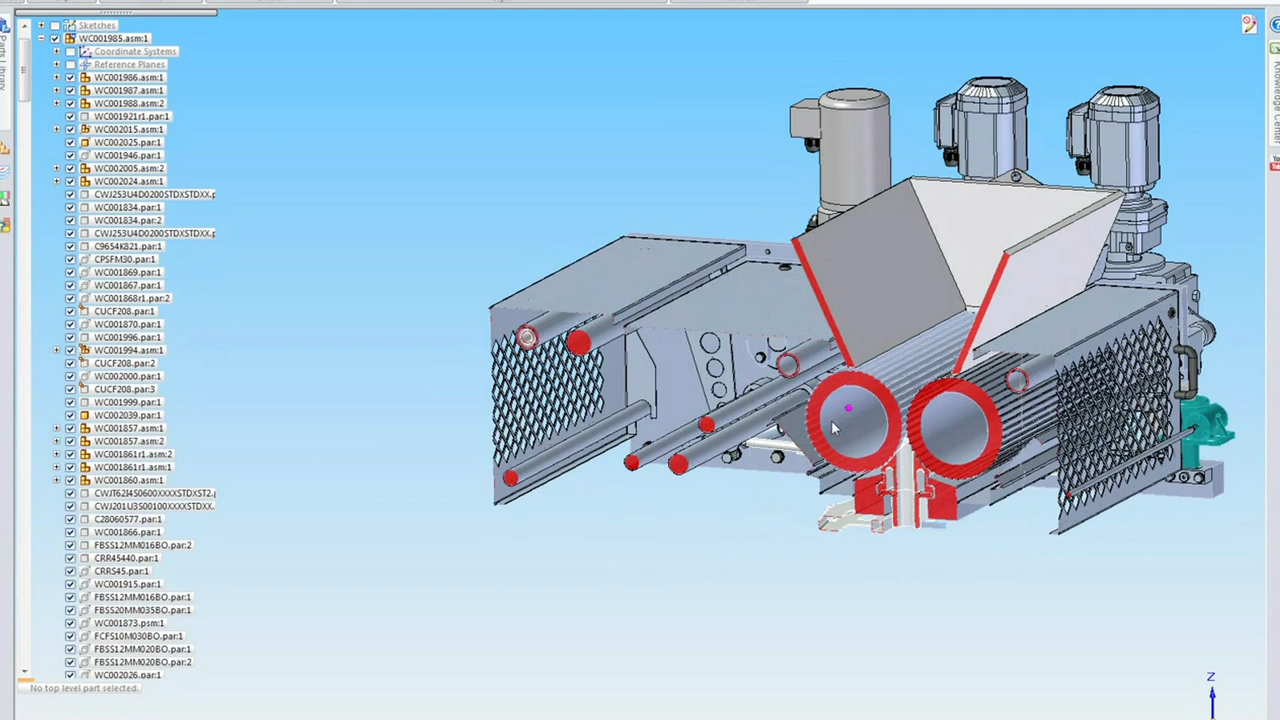 Sketches
WC001985.asm:1
Coordinate Systems
Reference Planes
WC001986.asm:1
WC001987.asm:1
WC001988.asm:2
WC001921r1.par:1
WC002015.asm:1
WC002025.par:1
WC001946.par:1
WC002005.asm:2
WC002024.asm:1
CWJ253U4D0200STDXSTDXX.p
WC001834.par:1
WC001834.par:2
CWJ253U4D0200STDXSTDXX.p
C9654K821.par:1
CPSFM30.par:1
WC001869.par:1
WC001867.par:1
WC001868r1.par:2
CUCF208.par:1
WC001870.par:1
WC001996.par:1
WC001994.asm:1
CUCF208.par:2
WC002000.par:1
CUCF208.par:3
WC001999.par:1
WC002039.par:1
WC001857.asm:1
WC001857.asm:2
WC001861r1.asm:2
WC001861r1.asm:1
WC001860.asm:1
CWJT62I4S0600XXXXSTDXST2.p
CWJ201U3S00100XXXXSTDXX.
C28060577.par:1
WC001866.par:1
FBSS12MM016BO.par:2
CRR45440.par:1
CRRS45.par:1
WC001915.par:1
FBSS12MM016BO.par:1
FBSS20MM035BO.par:1
WC001873.psm:1
FCFS10M030BO.par:1
FBSS12MM020BO.par:1
FBSS12MM020BO.par:2
WC002026.par:1
No top level part selected.
Parts Library
Knowledge Center
Z